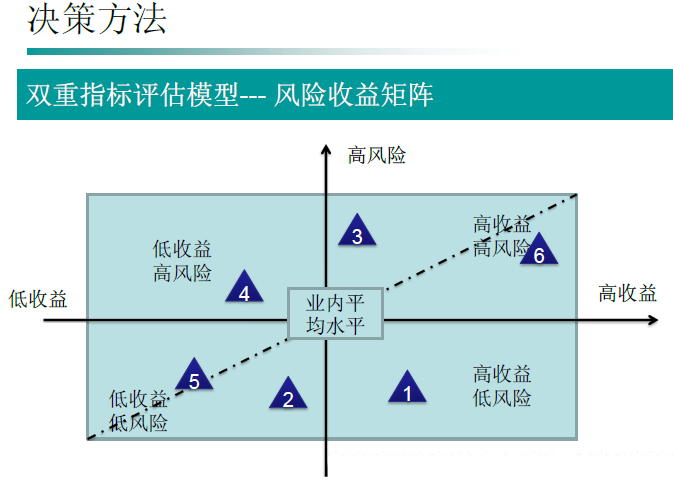 决策方法
双重指标评估模型--- 风险收益矩阵
高风险
3
低收益
高风险
高收益
高风险
6
4
低收益
业内平
均水平
高收益
5
低收益
低风险
2
1
高收益
低风险